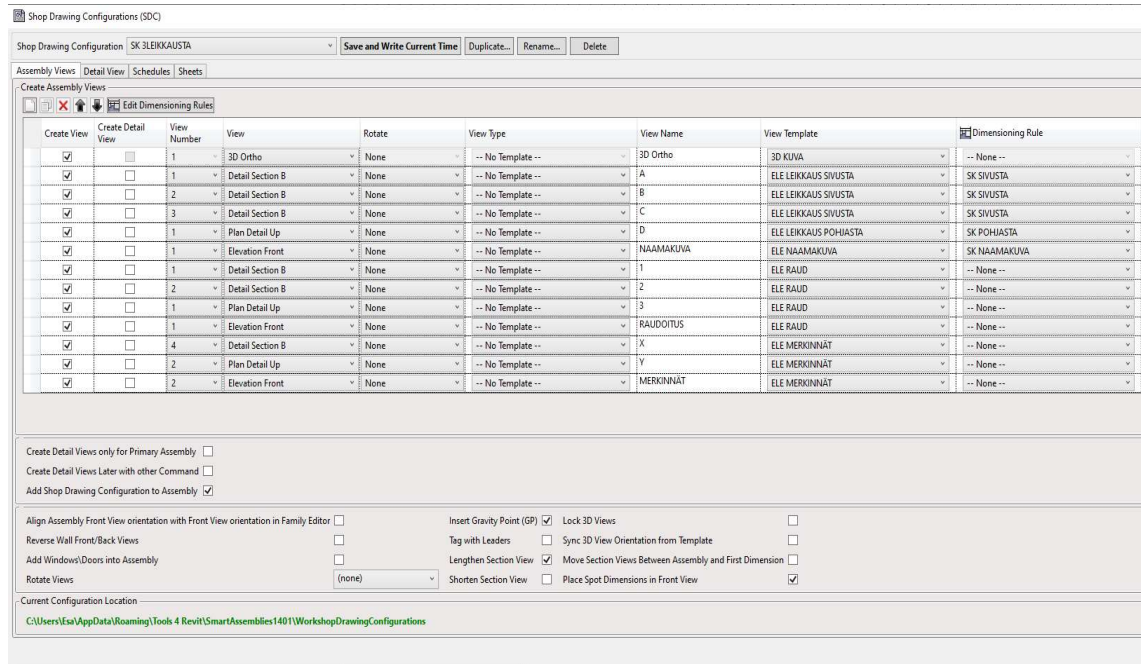 Shop Drawing Configurations (SDC)
Shop Drawing Configuration SK 3LEIKKAUSTA Save and Write Current Time Duplicate... Rename... Delete
Assembly Views Detail View Schedules Sheets
Create Assembly Views
Edit Dimensioning Rules
Create View Create Detail View View Number View Rotate View Type View Name View Template Dimensioning Rule
1 3D Ortho None -- No Template -- 3D Ortho 3D KUVA -- None --
1 Detail Section B None -- No Template -- A ELE LEIKKAUS SIVUSTA SK SIVUSTA
2 Detail Section B None -- No Template -- B ELE LEIKKAUS SIVUSTA SK SIVUSTA
3 Detail Section B None -- No Template -- C ELE LEIKKAUS SIVUSTA SK SIVUSTA
1 Plan Detail Up None -- No Template -- D ELE LEIKKAUS POHJASTA SK POHJASTA
1 Elevation Front None -- No Template -- NAAMAKUVA ELE NAAMAKUVA SK NAAMAKUVA
1 Detail Section B None -- No Template -- 1 ELE RAUD -- None --
2 Detail Section B None -- No Template -- 2 ELE RAUD -- None --
1 Plan Detail Up None -- No Template -- 3 ELE RAUD -- None --
1 Elevation Front None -- No Template -- RAUDOITUS ELE RAUD -- None --
4 Detail Section B None -- No Template -- X ELE MERKINNÄT -- None --
2 Plan Detail Up None -- No Template -- Y ELE MERKINNÄT -- None --
2 Elevation Front None -- No Template -- MERKINNÄT ELE MERKINNÄT -- None --
Create Detail Views only for Primary Assembly
Create Detail Views Later with other Command
Add Shop Drawing Configuration to Assembly
Align Assembly Front View orientation with Front View orientation in Family Editor Insert Gravity Point (GP) Lock 3D Views
Reverse Wall Front/Back Views Tag with Leaders Sync 3D View Orientation from Template
Add Windows\Doors into Assembly Lengthen Section View Move Section Views Between Assembly and First Dimension
Rotate Views (none) Shorten Section View Place Spot Dimensions in Front View
Current Configuration Location
C:\Users\Esa\AppData\Roaming\Tools 4 Revit\SmartAssemblies1401\WorkshopDrawingConfigurations